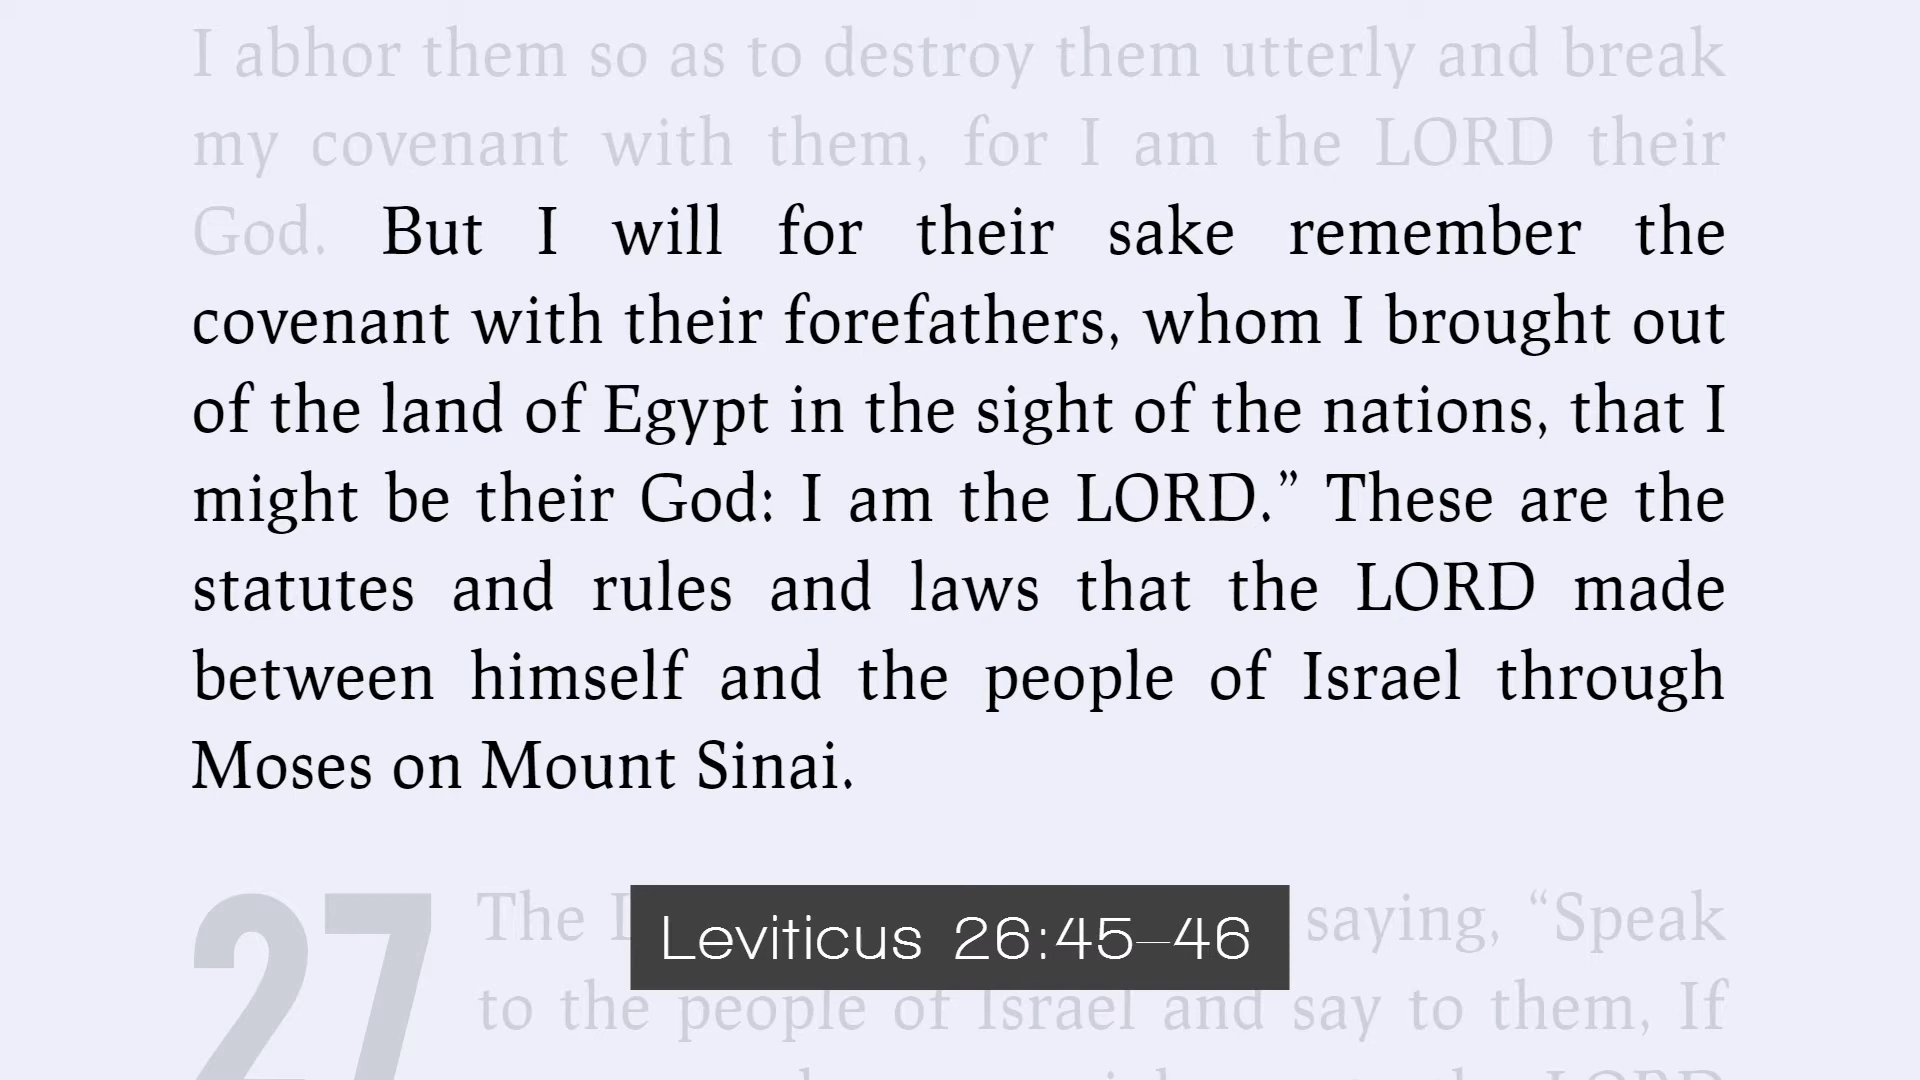 I abhor them so as to destroy them utterly and break
my covenant with them, for I am the LORD their
God. But I will for their sake remember the
covenant with their forefathers, whom I brought out
of the land of Egypt in the sight of the nations, that I
might be their God: I am the LORD.” These are the
statutes and rules and laws that the LORD made
between himself and the people of Israel through
Moses on Mount Sinai.
27 The saying, “Speak
Leviticus 26:45–46
to the people of Israel and say to them, If
LORD